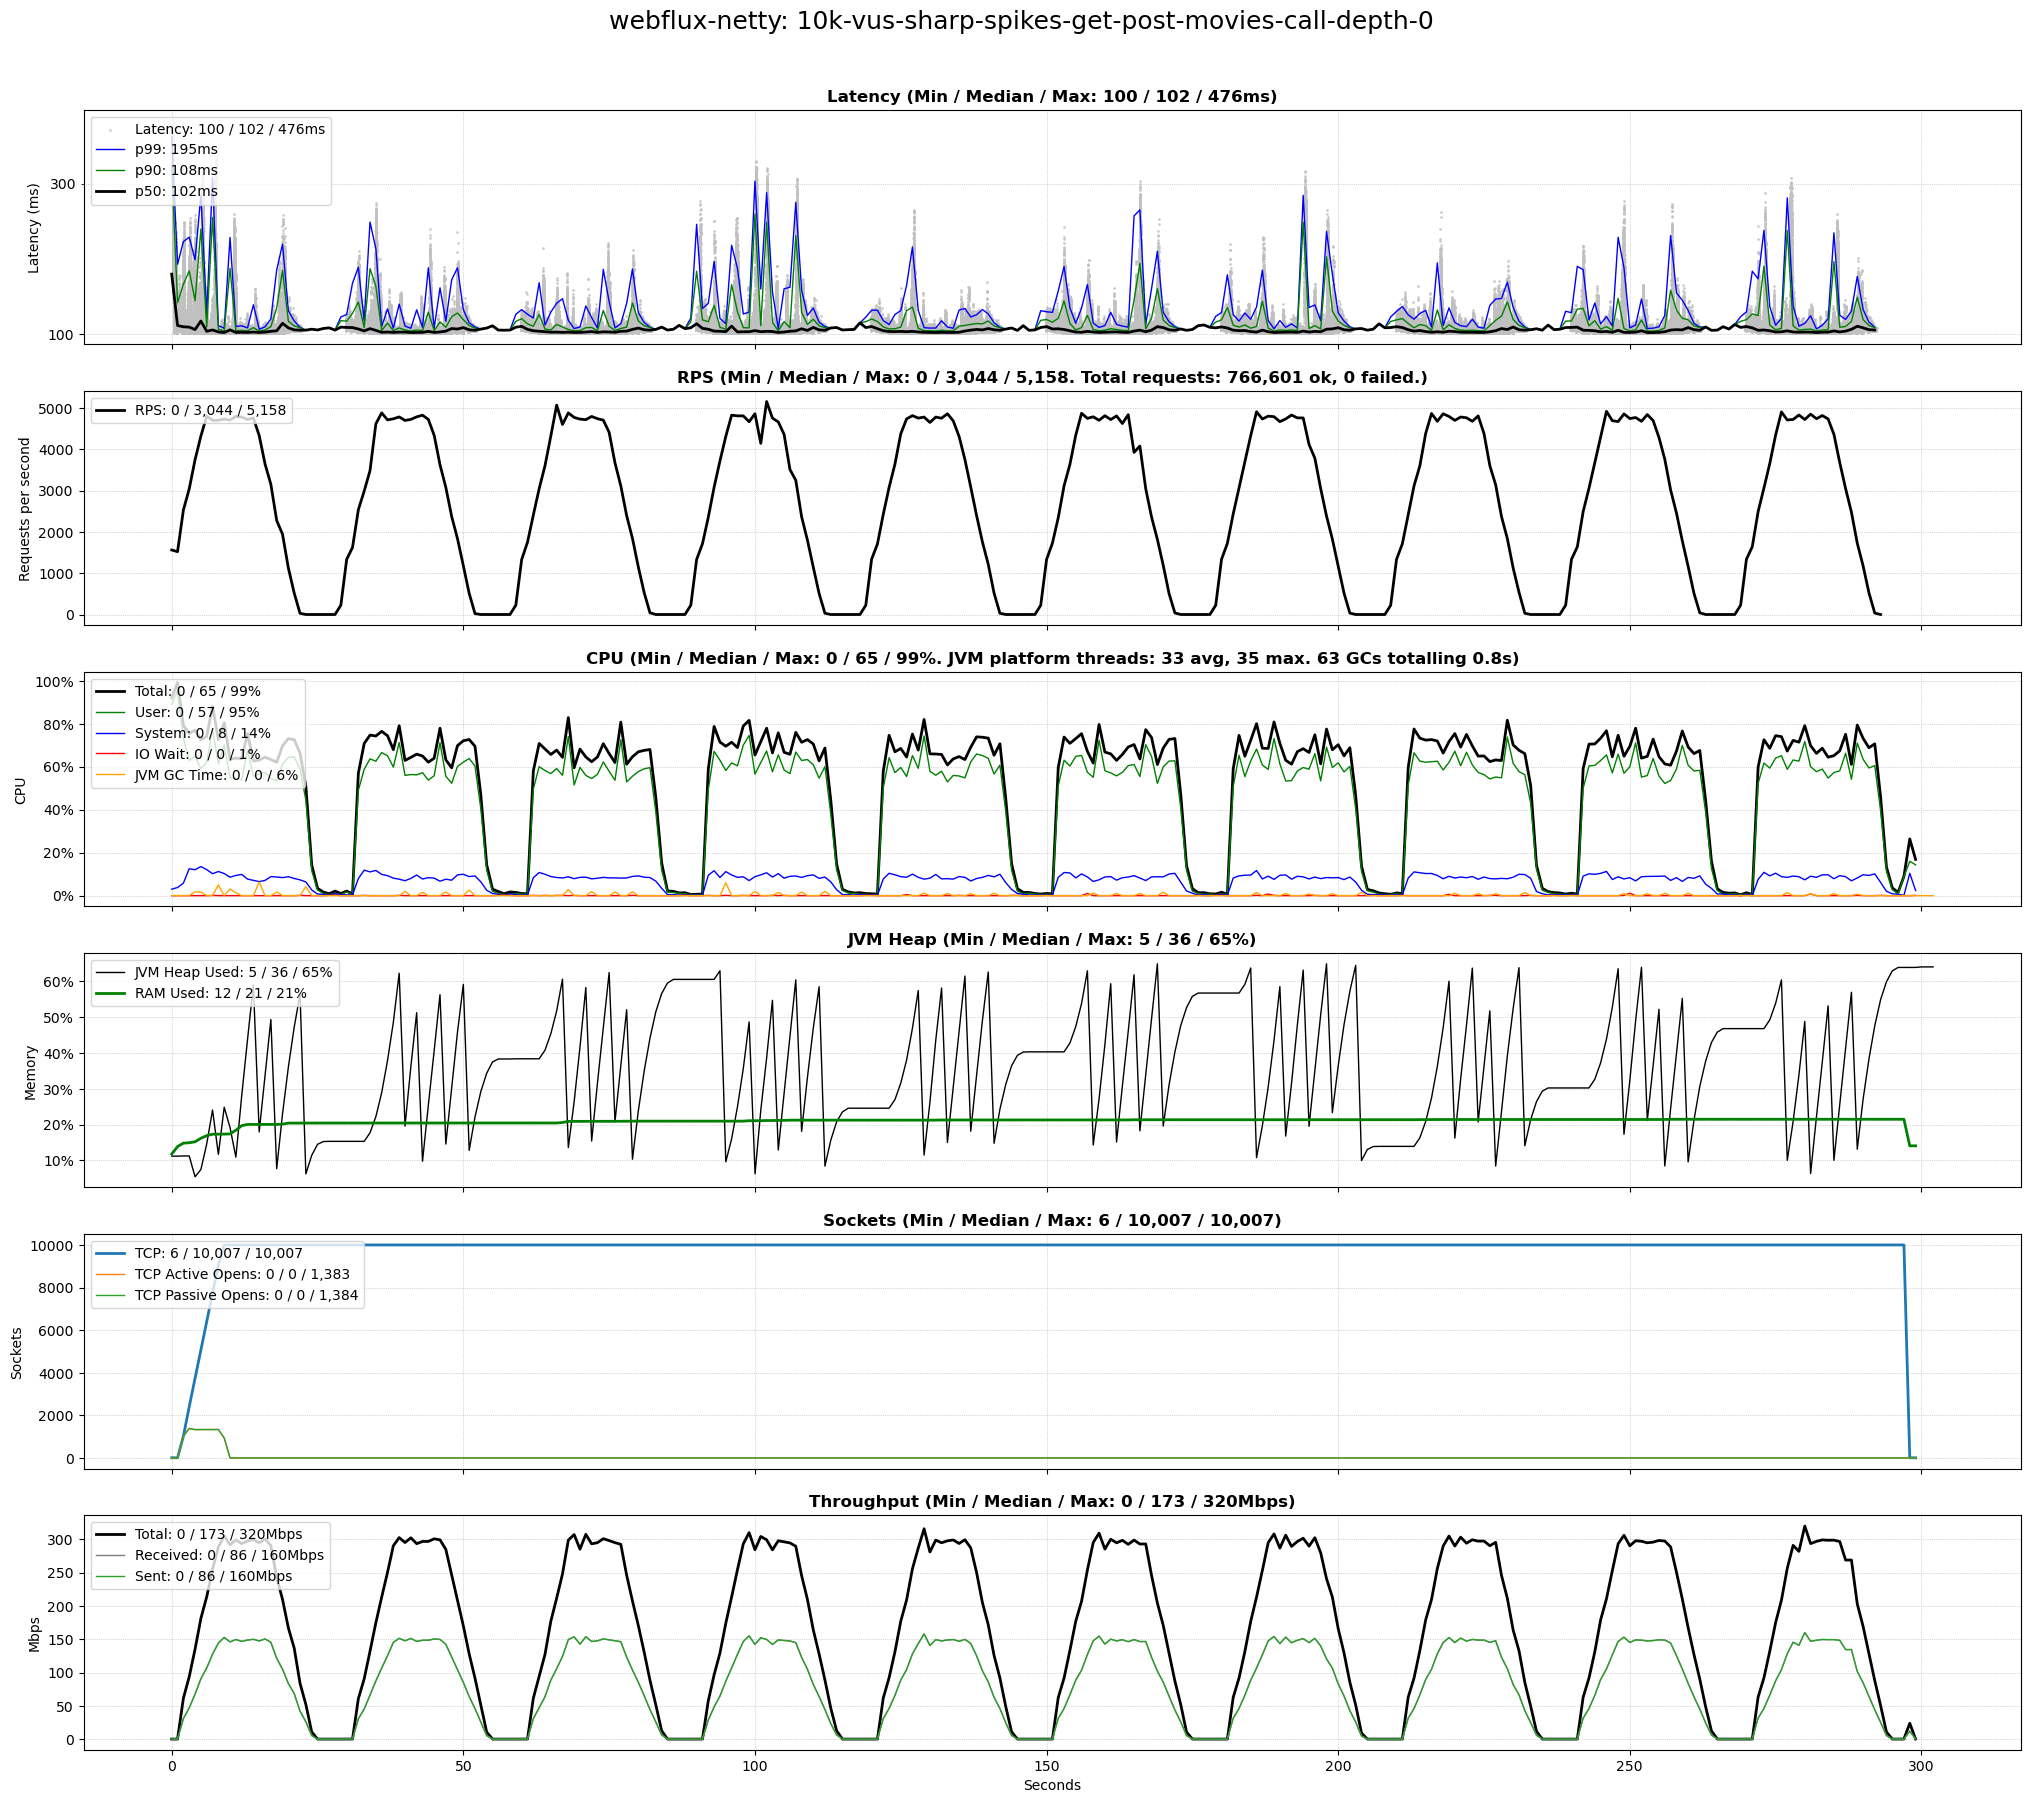 webflux-netty: 10k-vus-sharp-spikes-get-post-movies-call-depth-0
Latency (Min / Median / Max: 100 / 102 / 476ms)
Latency: 100 / 102 / 476ms
p99: 195ms
p90: 108ms
p50: 102ms
Latency (ms)
300
100
RPS (Min / Median / Max: 0 / 3,044 / 5,158. Total requests: 766,601 ok, 0 failed.)
RPS: 0 / 3,044 / 5,158
Requests per second
5000
4000
3000
2000
1000
0
CPU (Min / Median / Max: 0 / 65 / 99%. JVM platform threads: 33 avg, 35 max. 63 GCs totalling 0.8s)
Total: 0 / 65 / 99%
User: 0 / 57 / 95%
System: 0 / 8 / 14%
IO Wait: 0 / 0 / 1%
JVM GC Time: 0 / 0 / 6%
CPU
100%
80%
60%
40%
20%
0%
JVM Heap (Min / Median / Max: 5 / 36 / 65%)
JVM Heap Used: 5 / 36 / 65%
RAM Used: 12 / 21 / 21%
Memory
60%
50%
40%
30%
20%
10%
Sockets (Min / Median / Max: 6 / 10,007 / 10,007)
TCP: 6 / 10,007 / 10,007
TCP Active Opens: 0 / 0 / 1,383
TCP Passive Opens: 0 / 0 / 1,384
Sockets
10000
8000
6000
4000
2000
0
Throughput (Min / Median / Max: 0 / 173 / 320Mbps)
Total: 0 / 173 / 320Mbps
Received: 0 / 86 / 160Mbps
Sent: 0 / 86 / 160Mbps
Mbps
300
250
200
150
100
50
0
0 50 100 150 200 250 300
Seconds